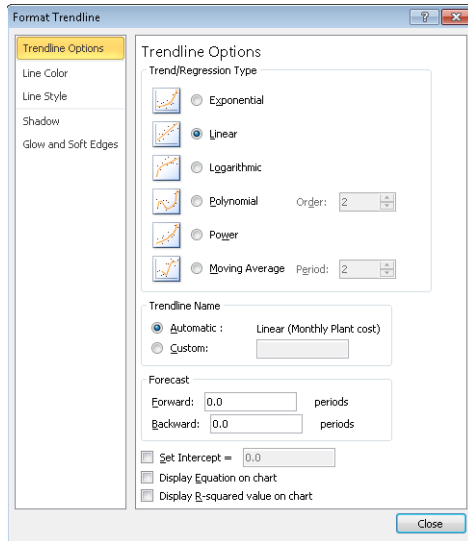 Format Trendline
Trendline Options
Line Color
Line Style
Shadow
Glow and Soft Edges
Trendline Options
Trend/Regression Type
Exponential
Linear
Logarithmic
Polynomial Order: 2
Power
Moving Average Period: 2
Trendline Name
Automatic : Linear (Monthly Plant cost)
Custom:
Forecast
Forward: 0.0 periods
Backward: 0.0 periods
Set Intercept = 0.0
Display Equation on chart
Display R-squared value on chart
Close